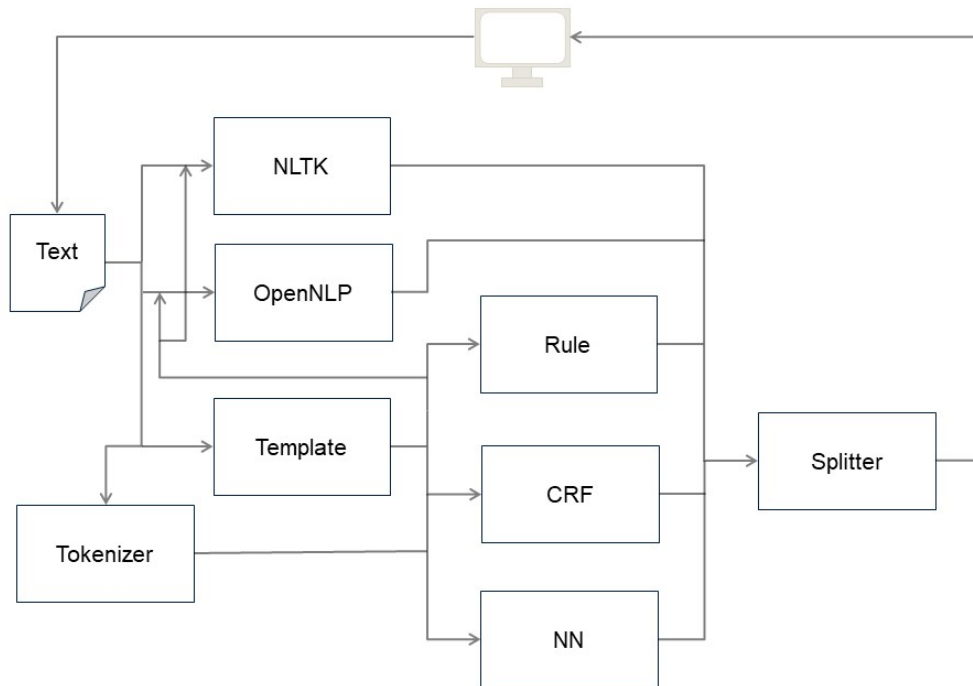 NLTK
Text
OpenNLP
Rule
Template
CRF
Splitter
Tokenizer
NN